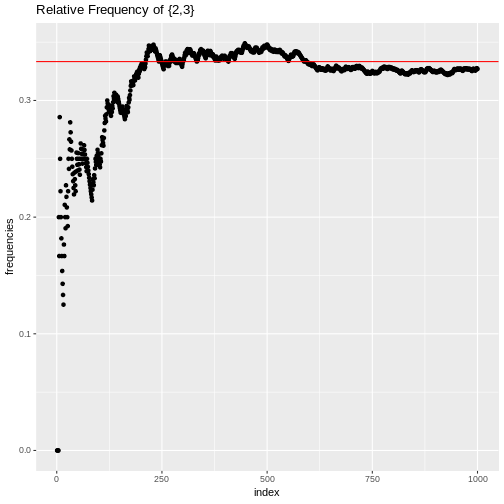 Relative Frequency of {2,3}
frequencies
0.3
0.2
0.1
0.0
0 250 500 750 1000
index